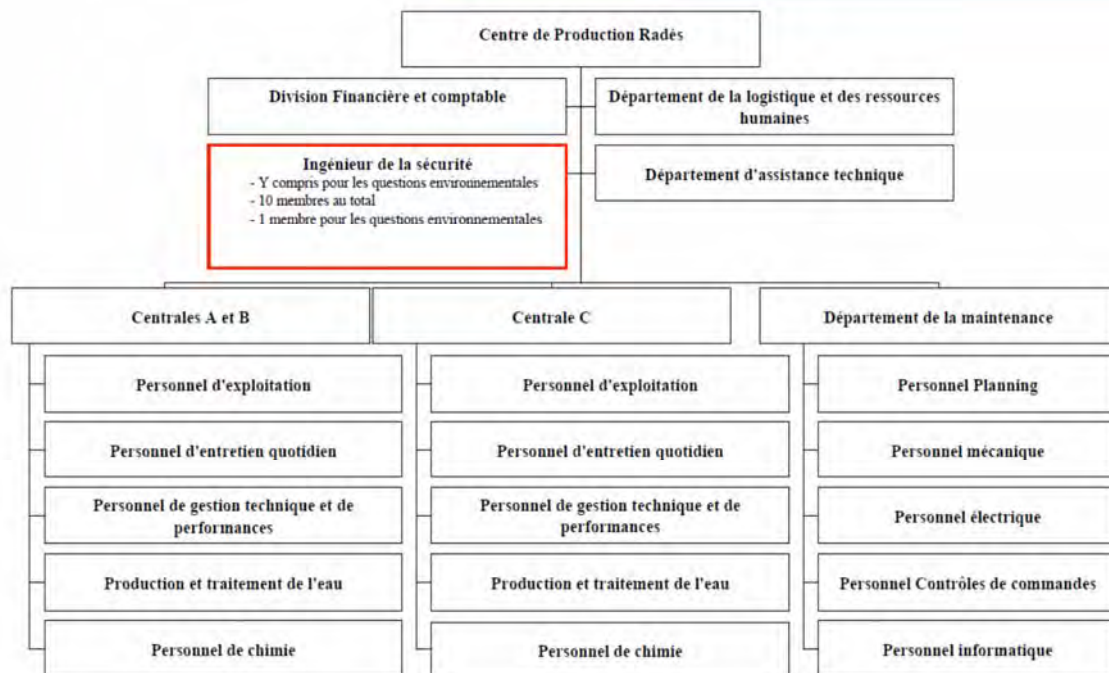 Centre de Production Radès
Division Financière et comptable
Département de la logistique et des ressources
humaines
Ingénieur de la sécurité
- Y compris pour les questions environnementales
- 10 membres au total
- 1 membre pour les questions environnementales
Département d'assistance technique
Centrales A et B
Personnel d'exploitation
Personnel d'entretien quotidien
Personnel de gestion technique et de
performances
Production et traitement de l'eau
Personnel de chimie
Centrale C
Personnel d'exploitation
Personnel d'entretien quotidien
Personnel de gestion technique et de
performances
Production et traitement de l'eau
Personnel de chimie
Département de la maintenance
Personnel Planning
Personnel mécanique
Personnel électrique
Personnel Contrôles de commandes
Personnel informatique